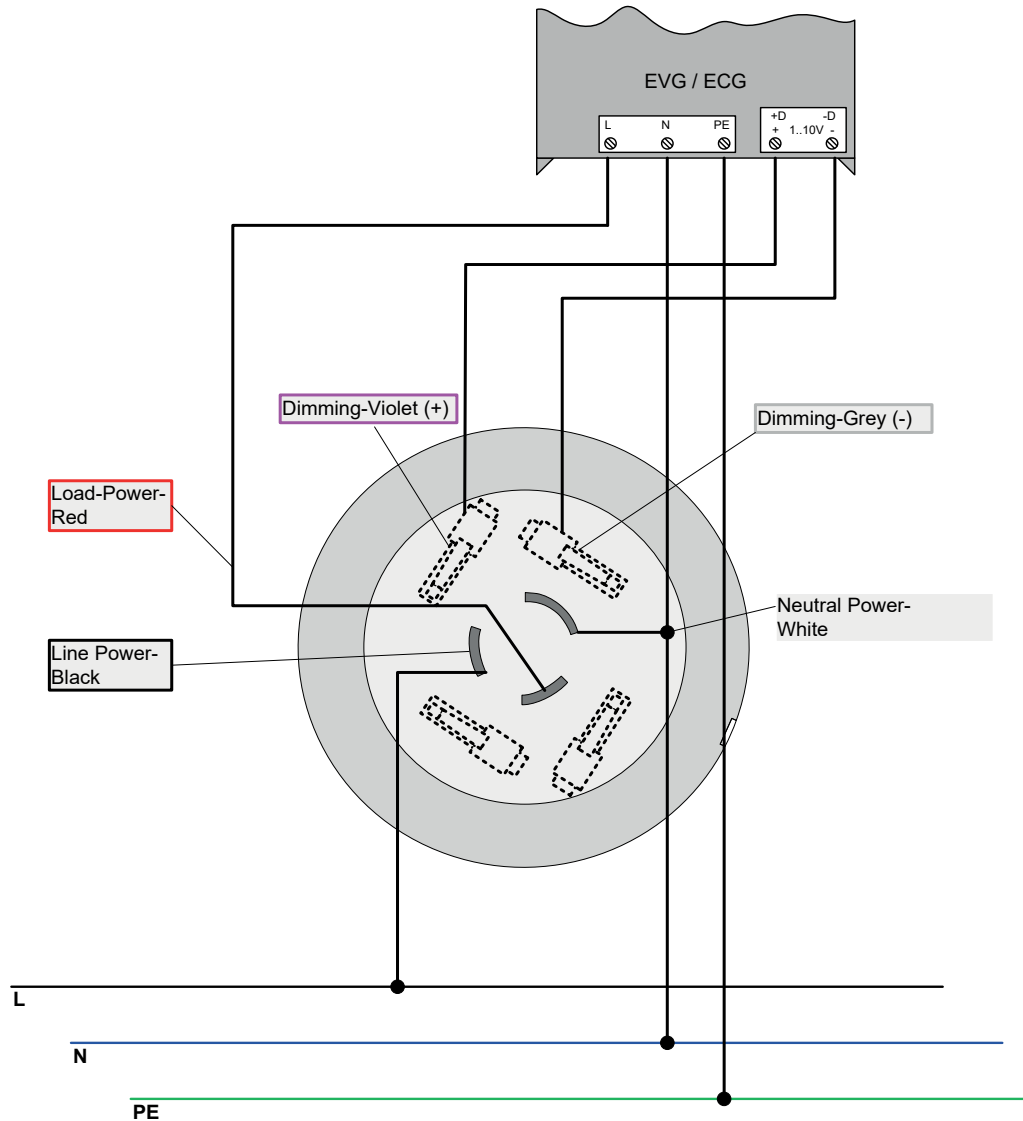 EVG / ECG
L N PE
+D -D
+ 1..10V -
Dimming-Violet (+)
Dimming-Grey (-)
Load-Power-
Red
Neutral Power-
White
Line Power-
Black
L
N
PE